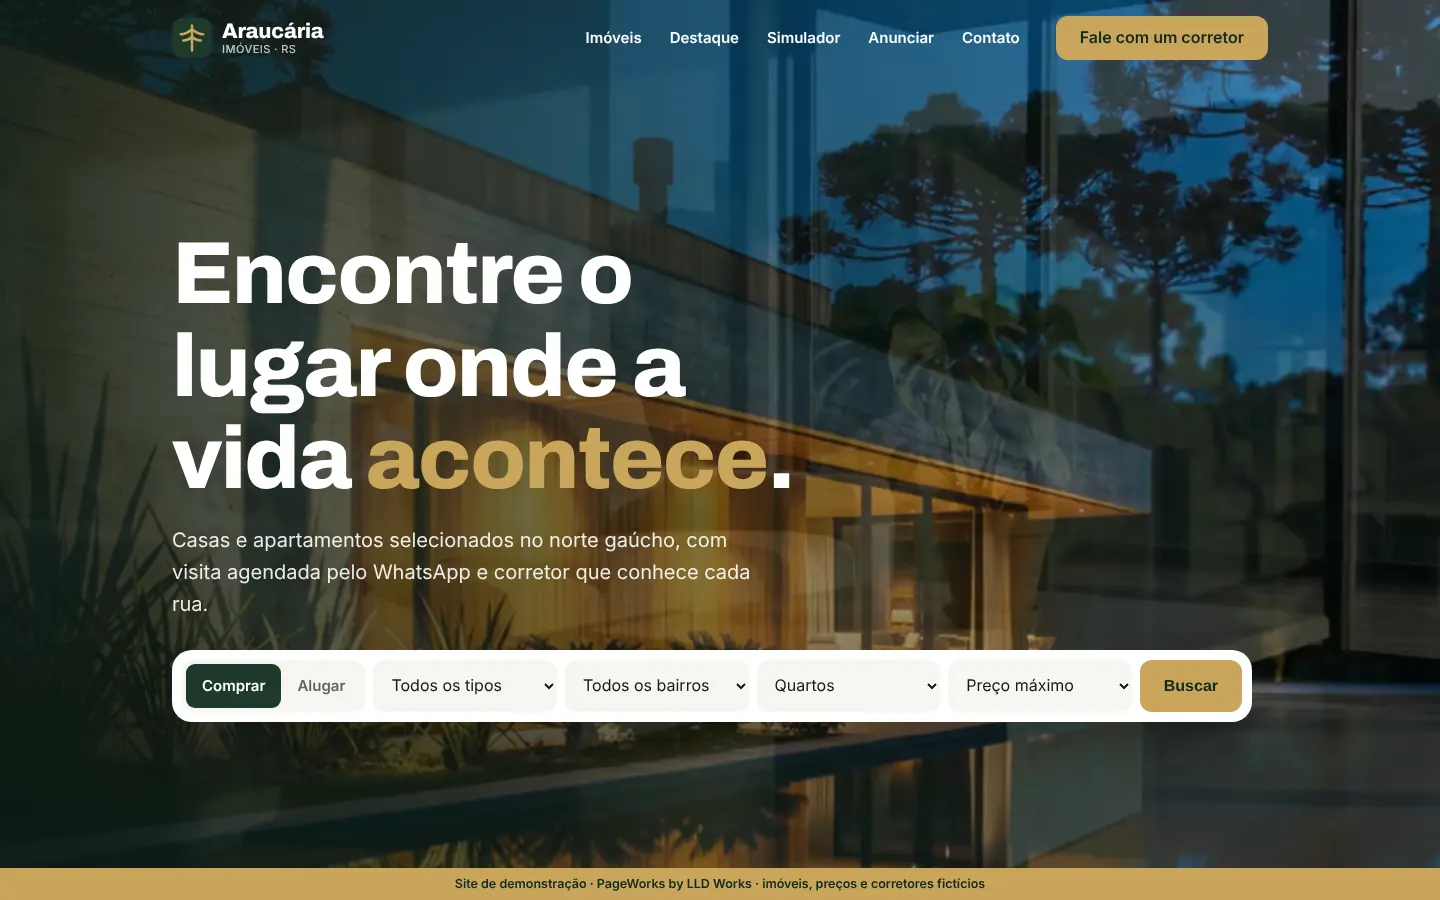 Araucária
IMÓVEIS · RS
Imóveis
Destaque
Simulador
Anunciar
Contato
Fale com um corretor
Encontre o
lugar onde a
vida acontece.
Casas e apartamentos selecionados no norte gaúcho, com
visita agendada pelo WhatsApp e corretor que conhece cada
rua.
Comprar
Alugar
Todos os tipos
Todos os bairros
Quartos
Preço máximo
Buscar
Site de demonstração · PageWorks by LLD Works · imóveis, preços e corretores fictícios